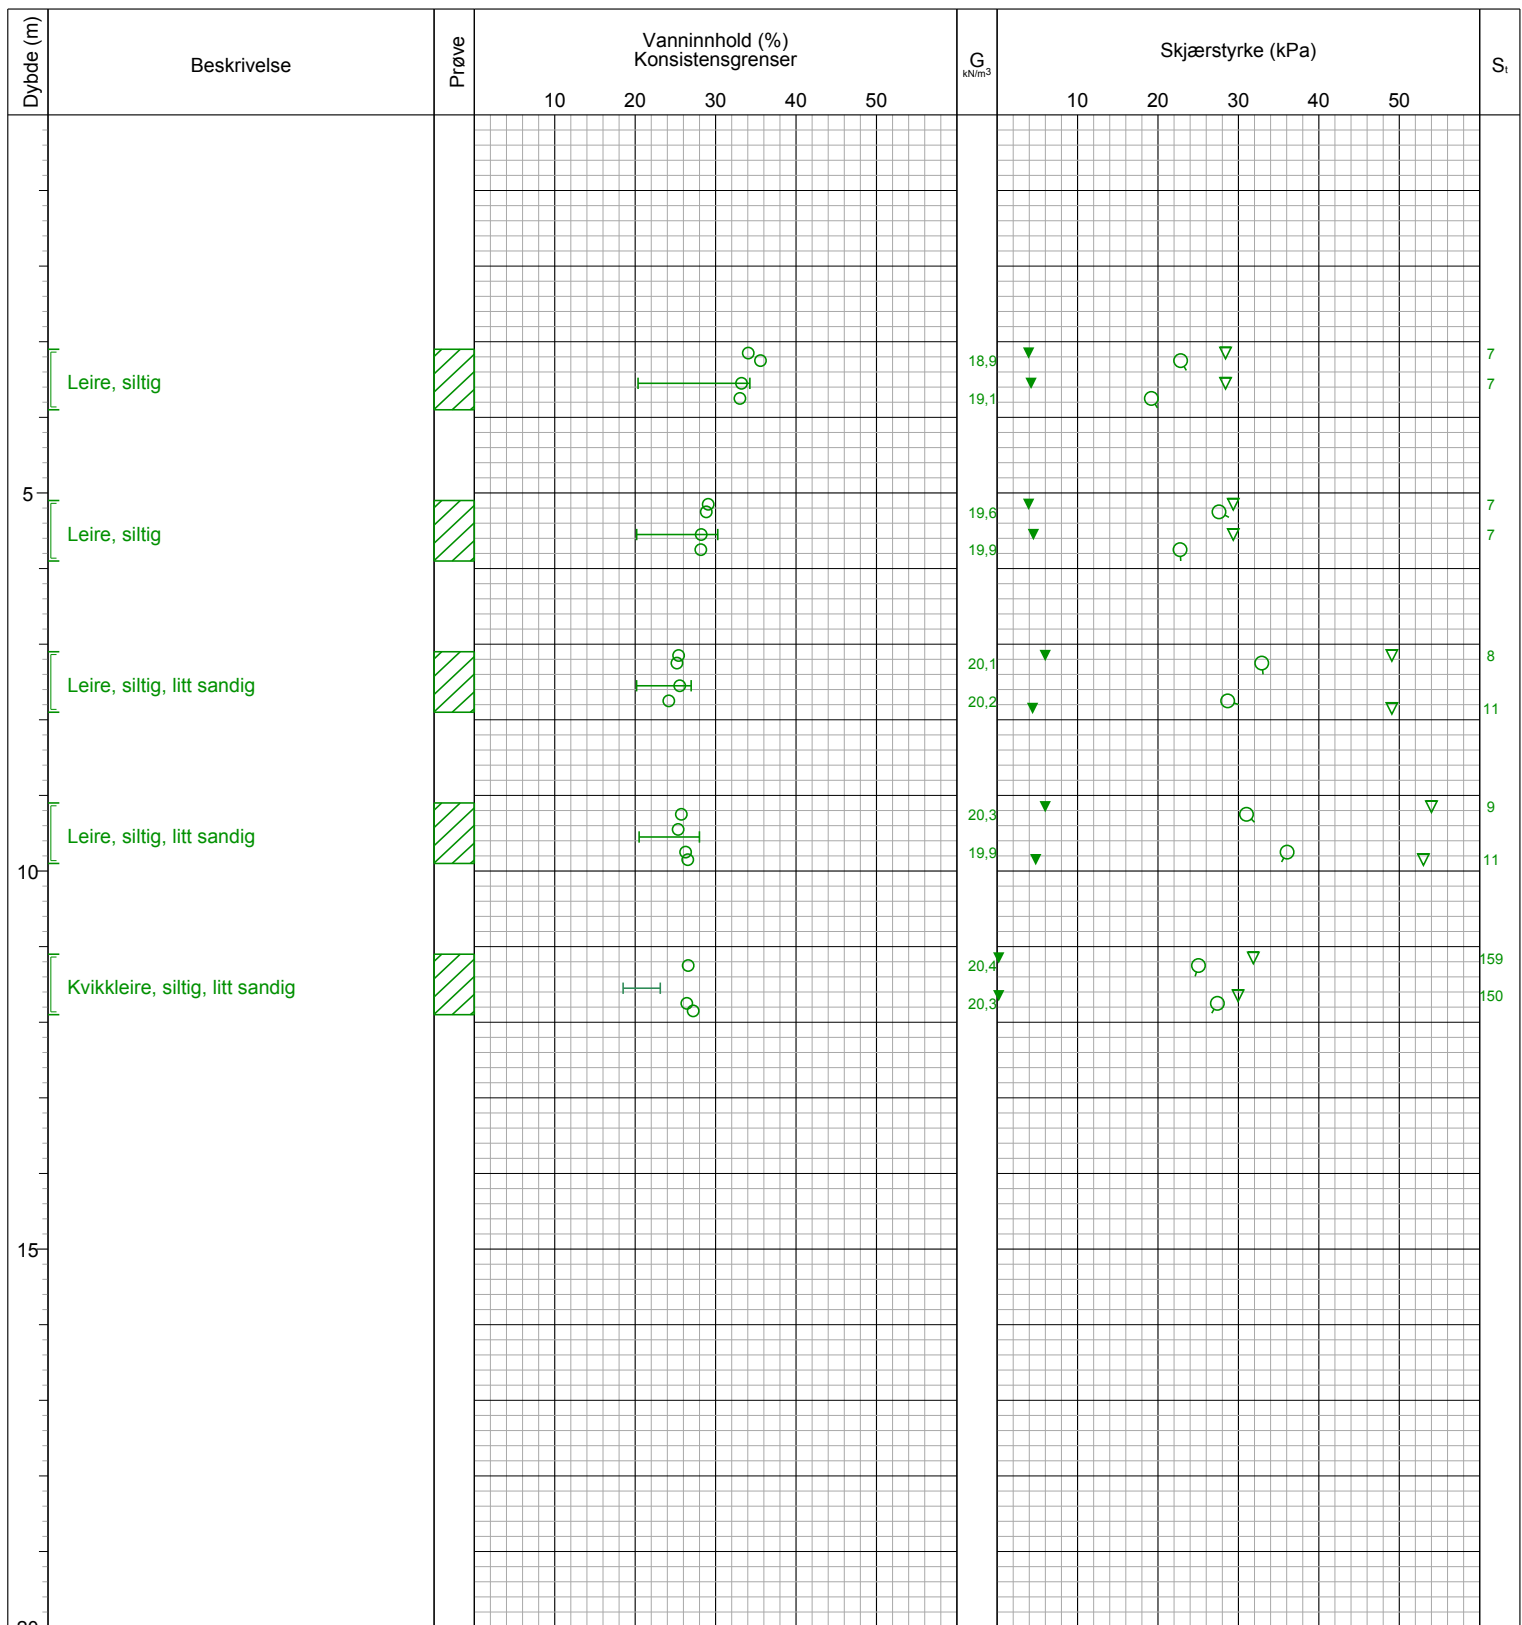 Dybde (m)
Beskrivelse
Prøve
Vanninnhold (%)
Konsistensgrenser
10 20 30 40 50
G
kN/m3
Skjærstyrke (kPa)
10 20 30 40 50
St
18,9 7
Leire, siltig 7
19,1
5
7
19,6
Leire, siltig 7
19,9
20,1 8
Leire, siltig, litt sandig
20,2 11
20,3 9
Leire, siltig, litt sandig
19,9 11
10
20,4 159
Kvikkleire, siltig, litt sandig
20,3 150
15